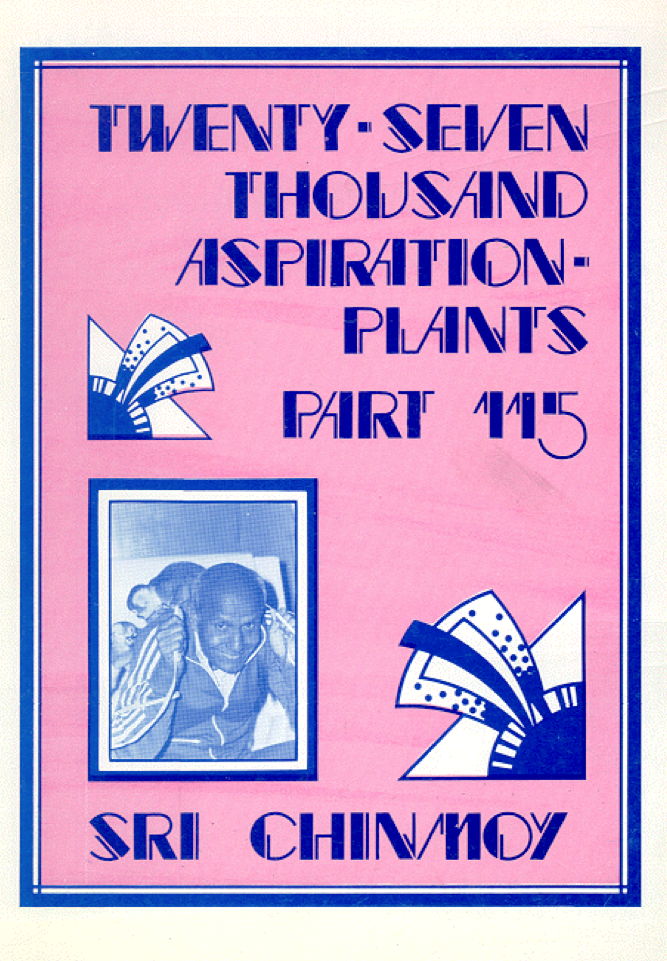 TWENTY-SEVEN
THOUSAND
ASPIRATION-
PLANTS
PART 115
SRI CHINMOY